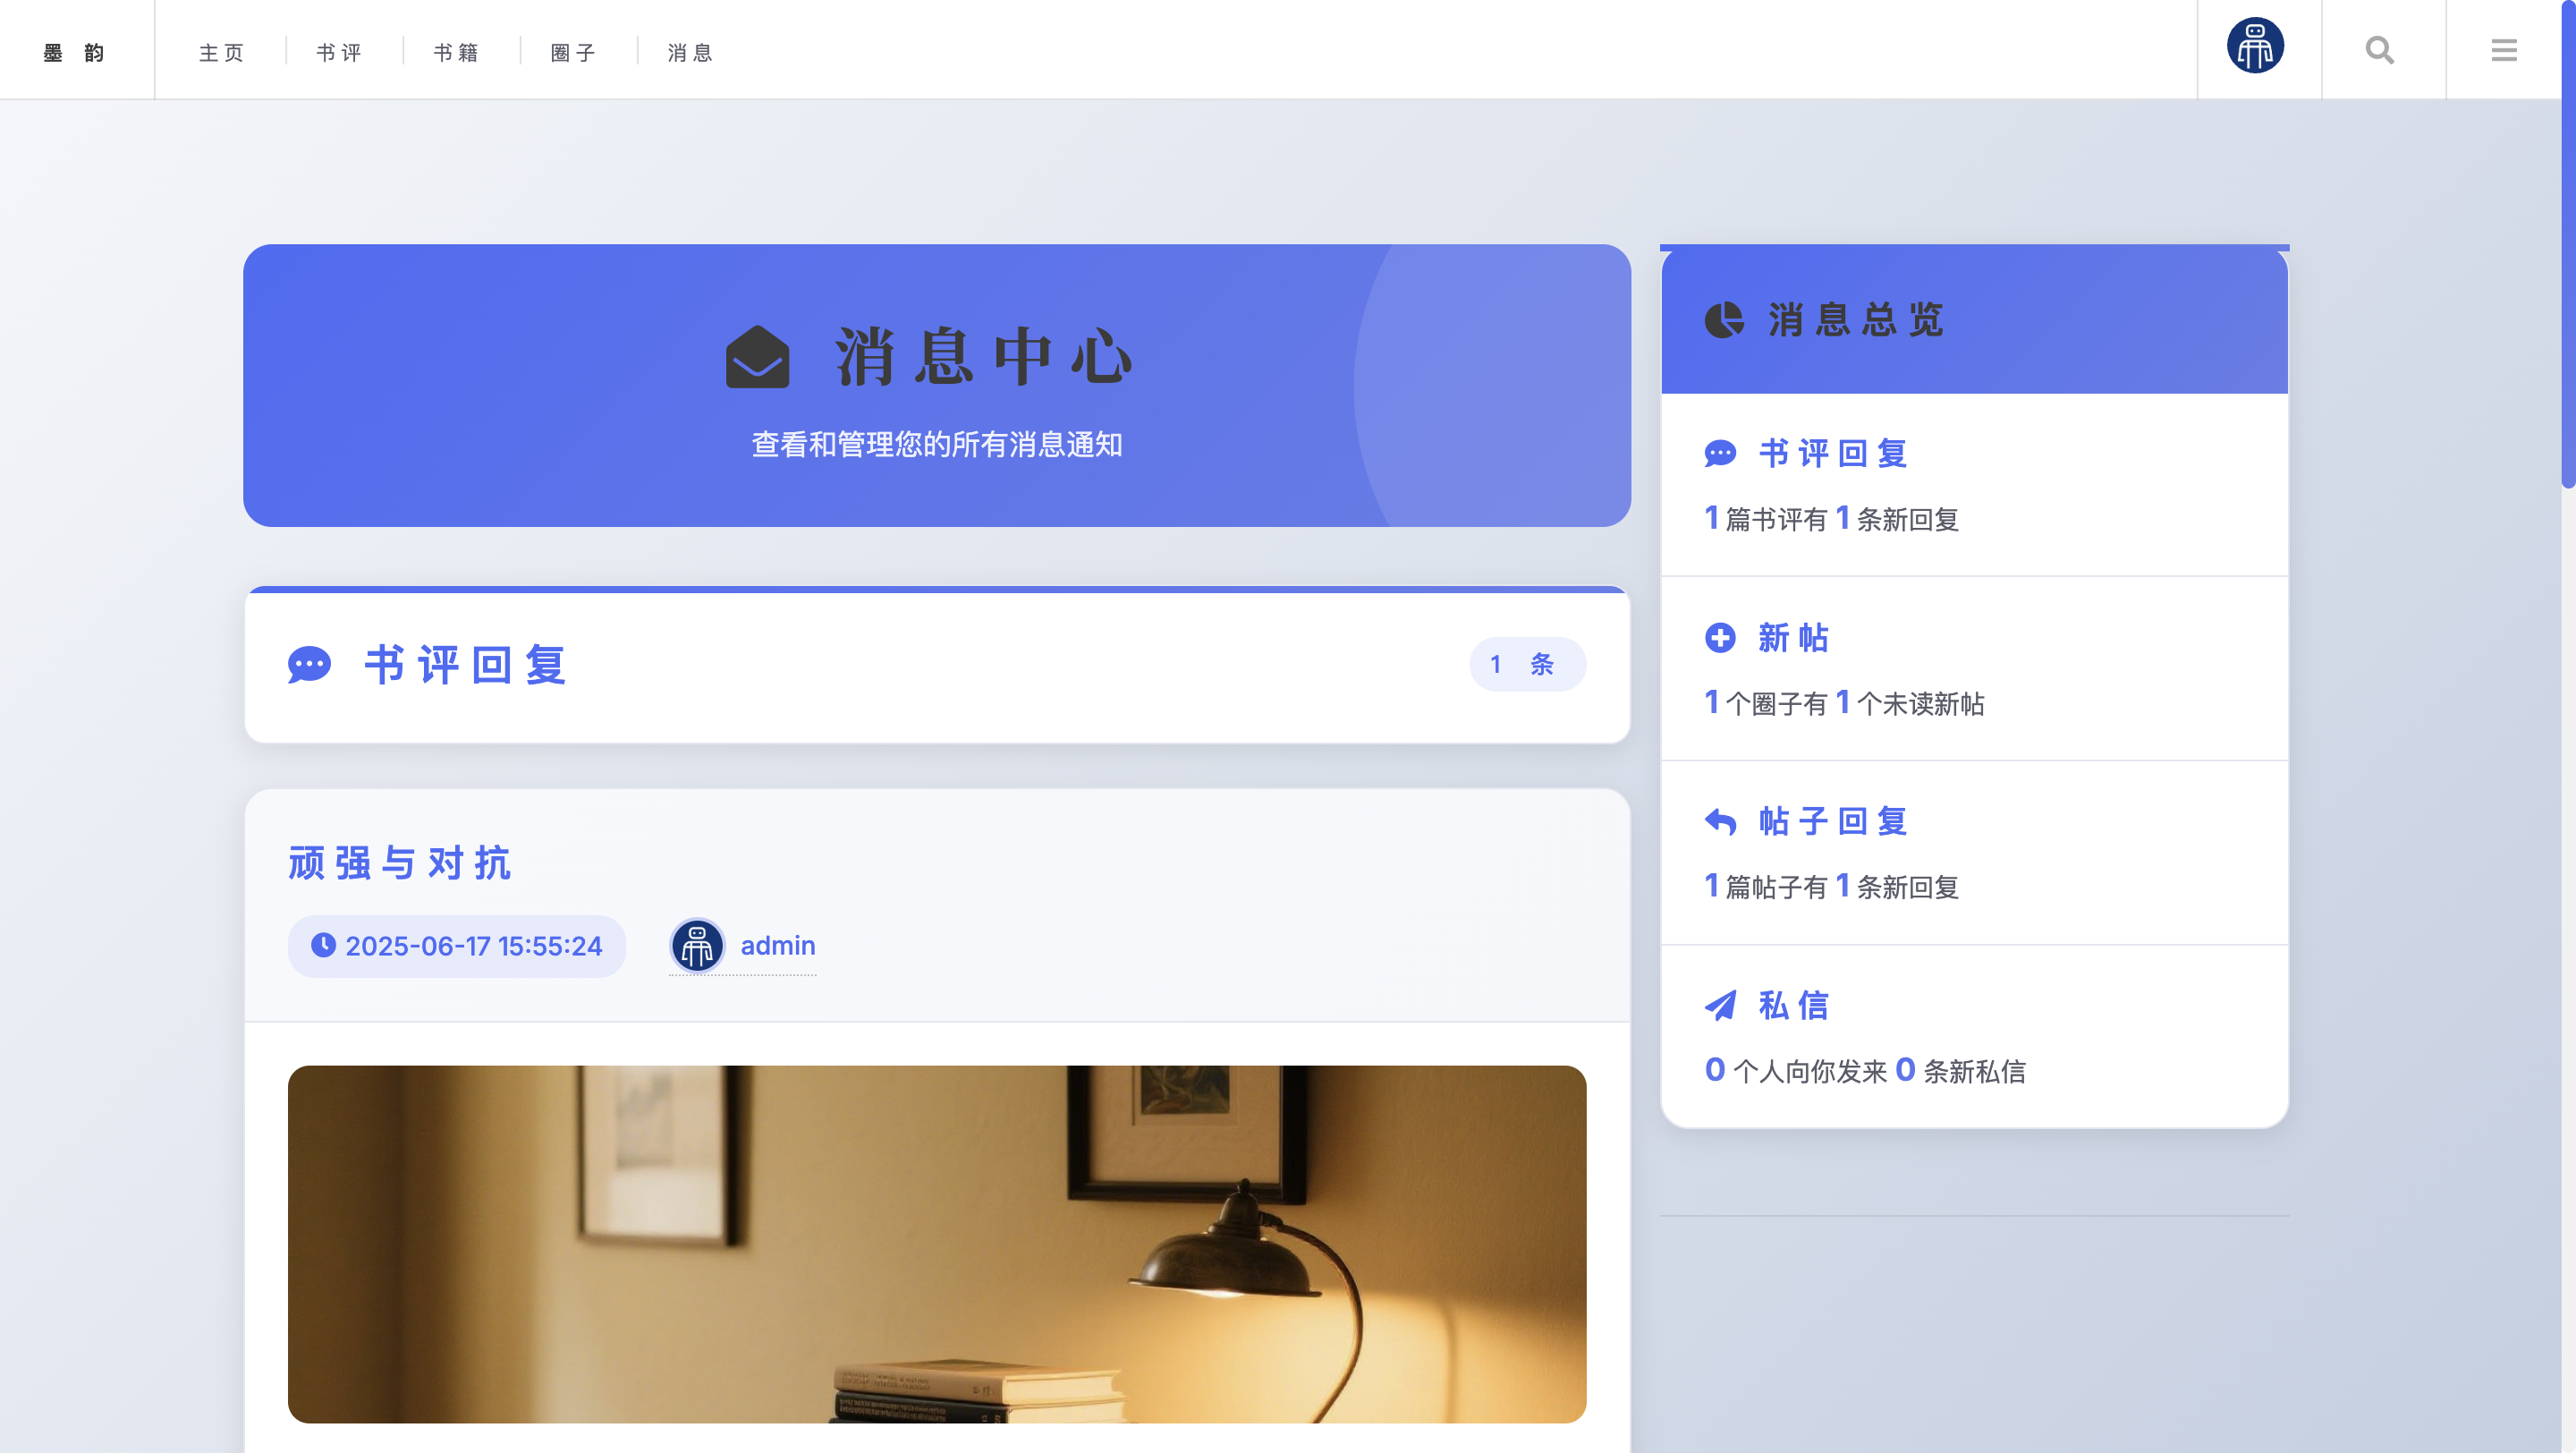 墨 韵
主页
书评
书籍
圈子
消息
消息中心
查看和管理您的所有消息通知
书评回复
1 条
顽强与对抗
2025-06-17 15:55:24
admin
消息总览
书评回复
1 篇书评有 1 条新回复
新帖
1 个圈子有 1 个未读新帖
帖子回复
1 篇帖子有 1 条新回复
私信
0 个人向你发来 0 条新私信